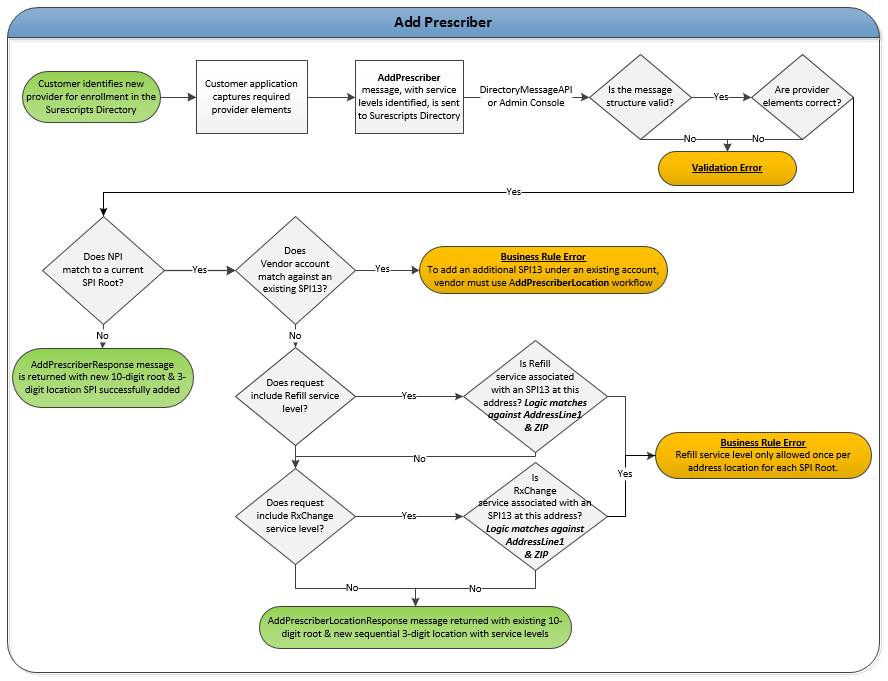 Add Prescriber
Customer identifies new
provider for enrollment in the
Surescripts Directory
Customer application
captures required
provider elements
AddPrescriber
message, with service
levels identified, is sent
to Surescripts Directory
DirectoryMessageAPI
or Admin Console
Is the message
structure valid?
Yes
Are provider
elements correct?
No
No
Validation Error
Yes
Does NPI
match to a current
SPI Root?
Yes
Does
Vendor account
match against an
existing SPI13?
Yes
Business Rule Error
To add an additional SPI13 under an existing account,
vendor must use AddPrescriberLocation workflow
No
No
AddPrescriberResponse message
is returned with new 10-digit root & 3-
digit location SPI successfully added
Does request
include Refill service
level?
Yes
Is Refill
service associated
with an SPI13 at this
address? Logic matches
against AddressLine1
& ZIP
No
Yes
Business Rule Error
Refill service level only allowed once per
address location for each SPI Root.
Does request
include RxChange
service level?
Yes
Is
RxChange
service associated with an
SPI13 at this address?
Logic matches against
AddressLine1
& ZIP
No
No
AddPrescriberLocationResponse message returned with existing 10-
digit root & new sequential 3-digit location with service levels